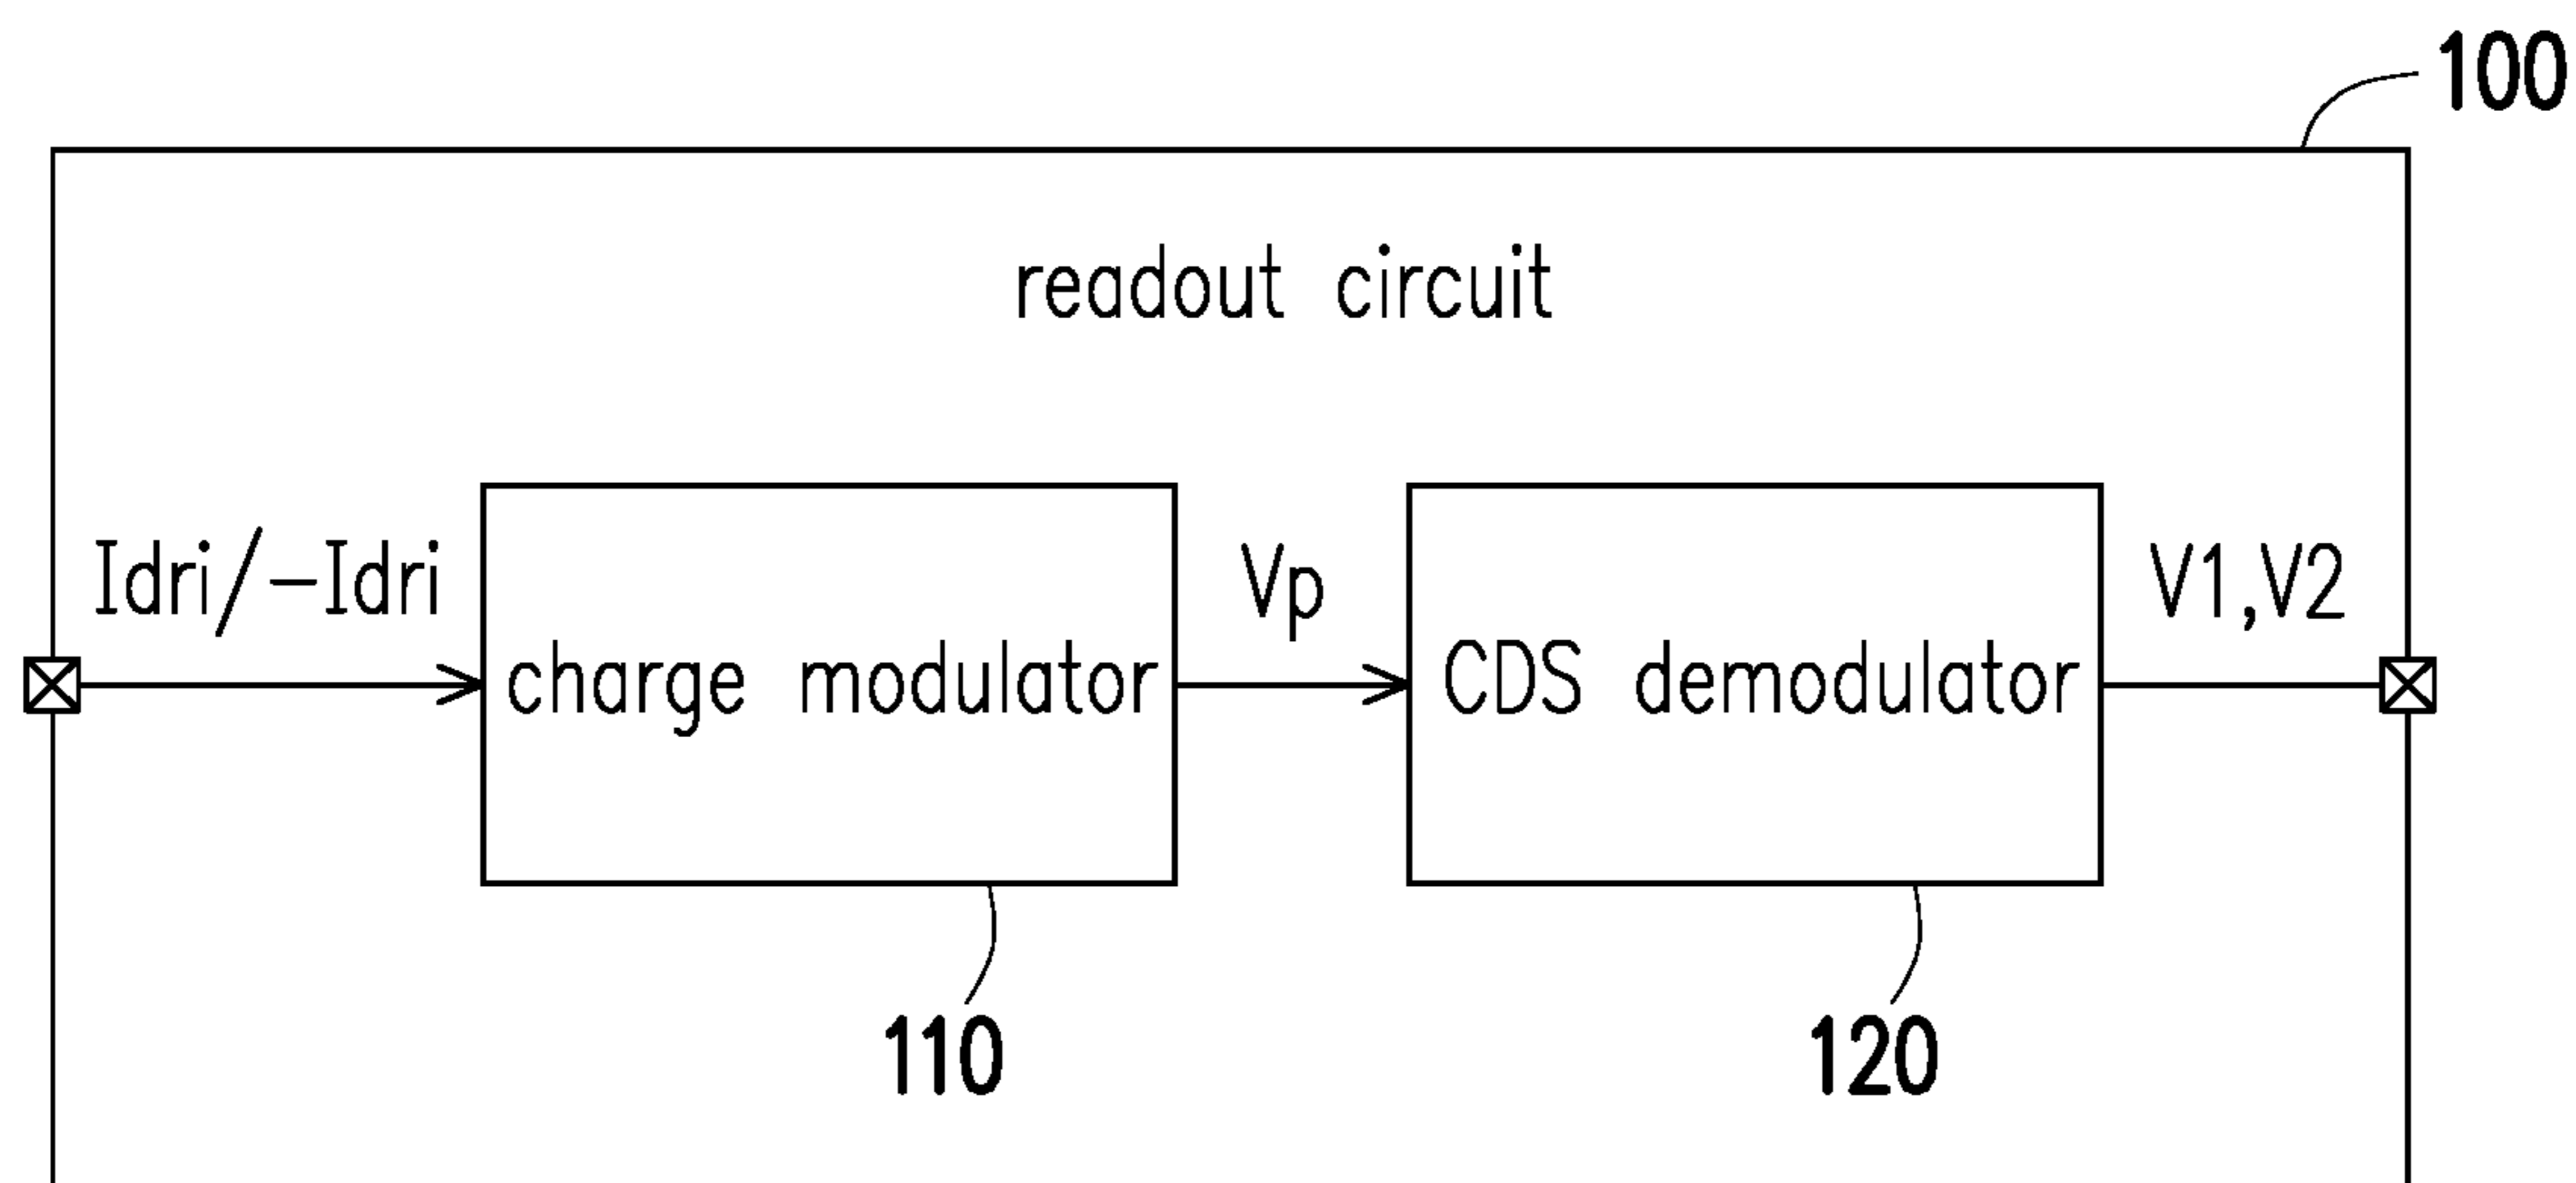 100
readout circuit
Idri/-Idri
Vp
V1,V2
charge modulator
CDS demodulator
110
120